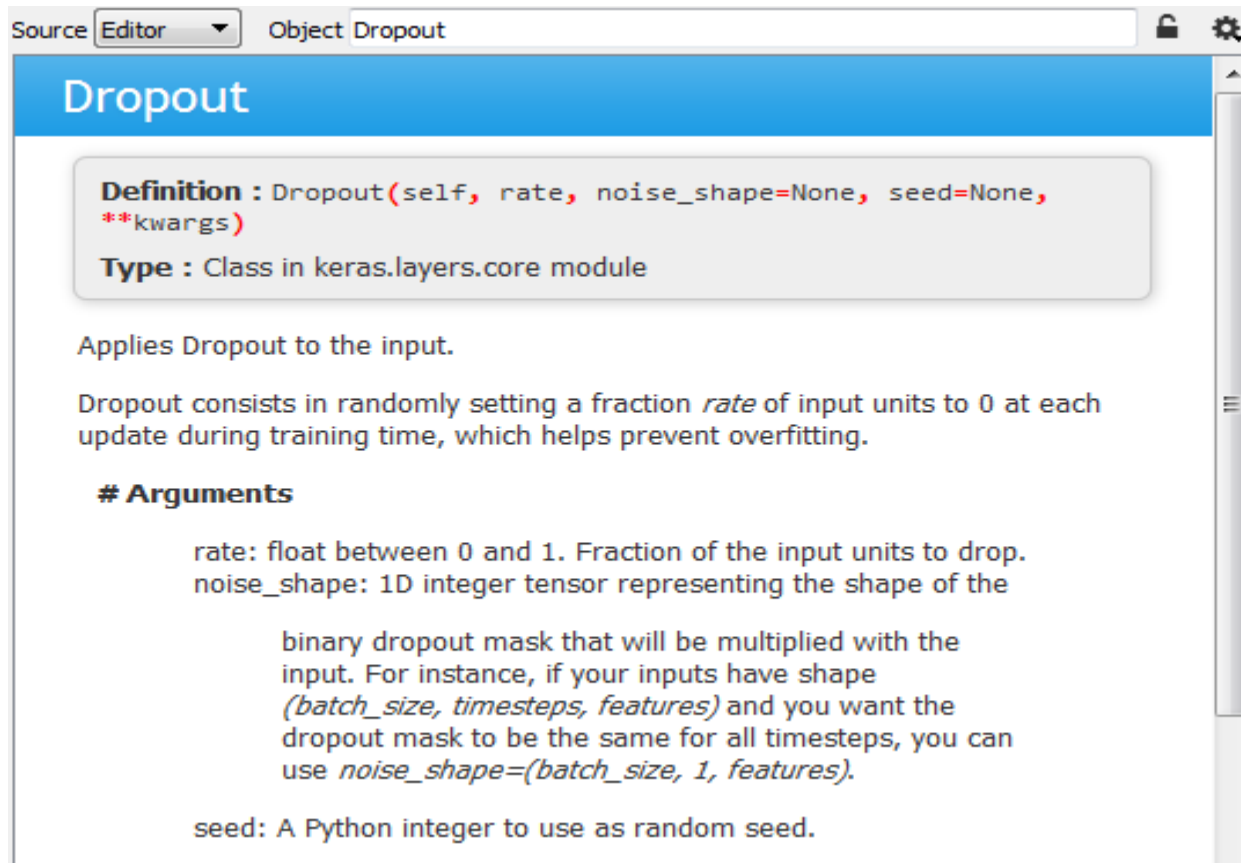 Source Editor Object Dropout
Dropout
Definition : Dropout(self, rate, noise_shape=None, seed=None,
**kwargs)
Type : Class in keras.layers.core module
Applies Dropout to the input.
Dropout consists in randomly setting a fraction rate of input units to 0 at each
update during training time, which helps prevent overfitting.
# Arguments
rate: float between 0 and 1. Fraction of the input units to drop.
noise_shape: 1D integer tensor representing the shape of the
binary dropout mask that will be multiplied with the
input. For instance, if your inputs have shape
(batch_size, timesteps, features) and you want the
dropout mask to be the same for all timesteps, you can
use noise_shape=(batch_size, 1, features).
seed: A Python integer to use as random seed.